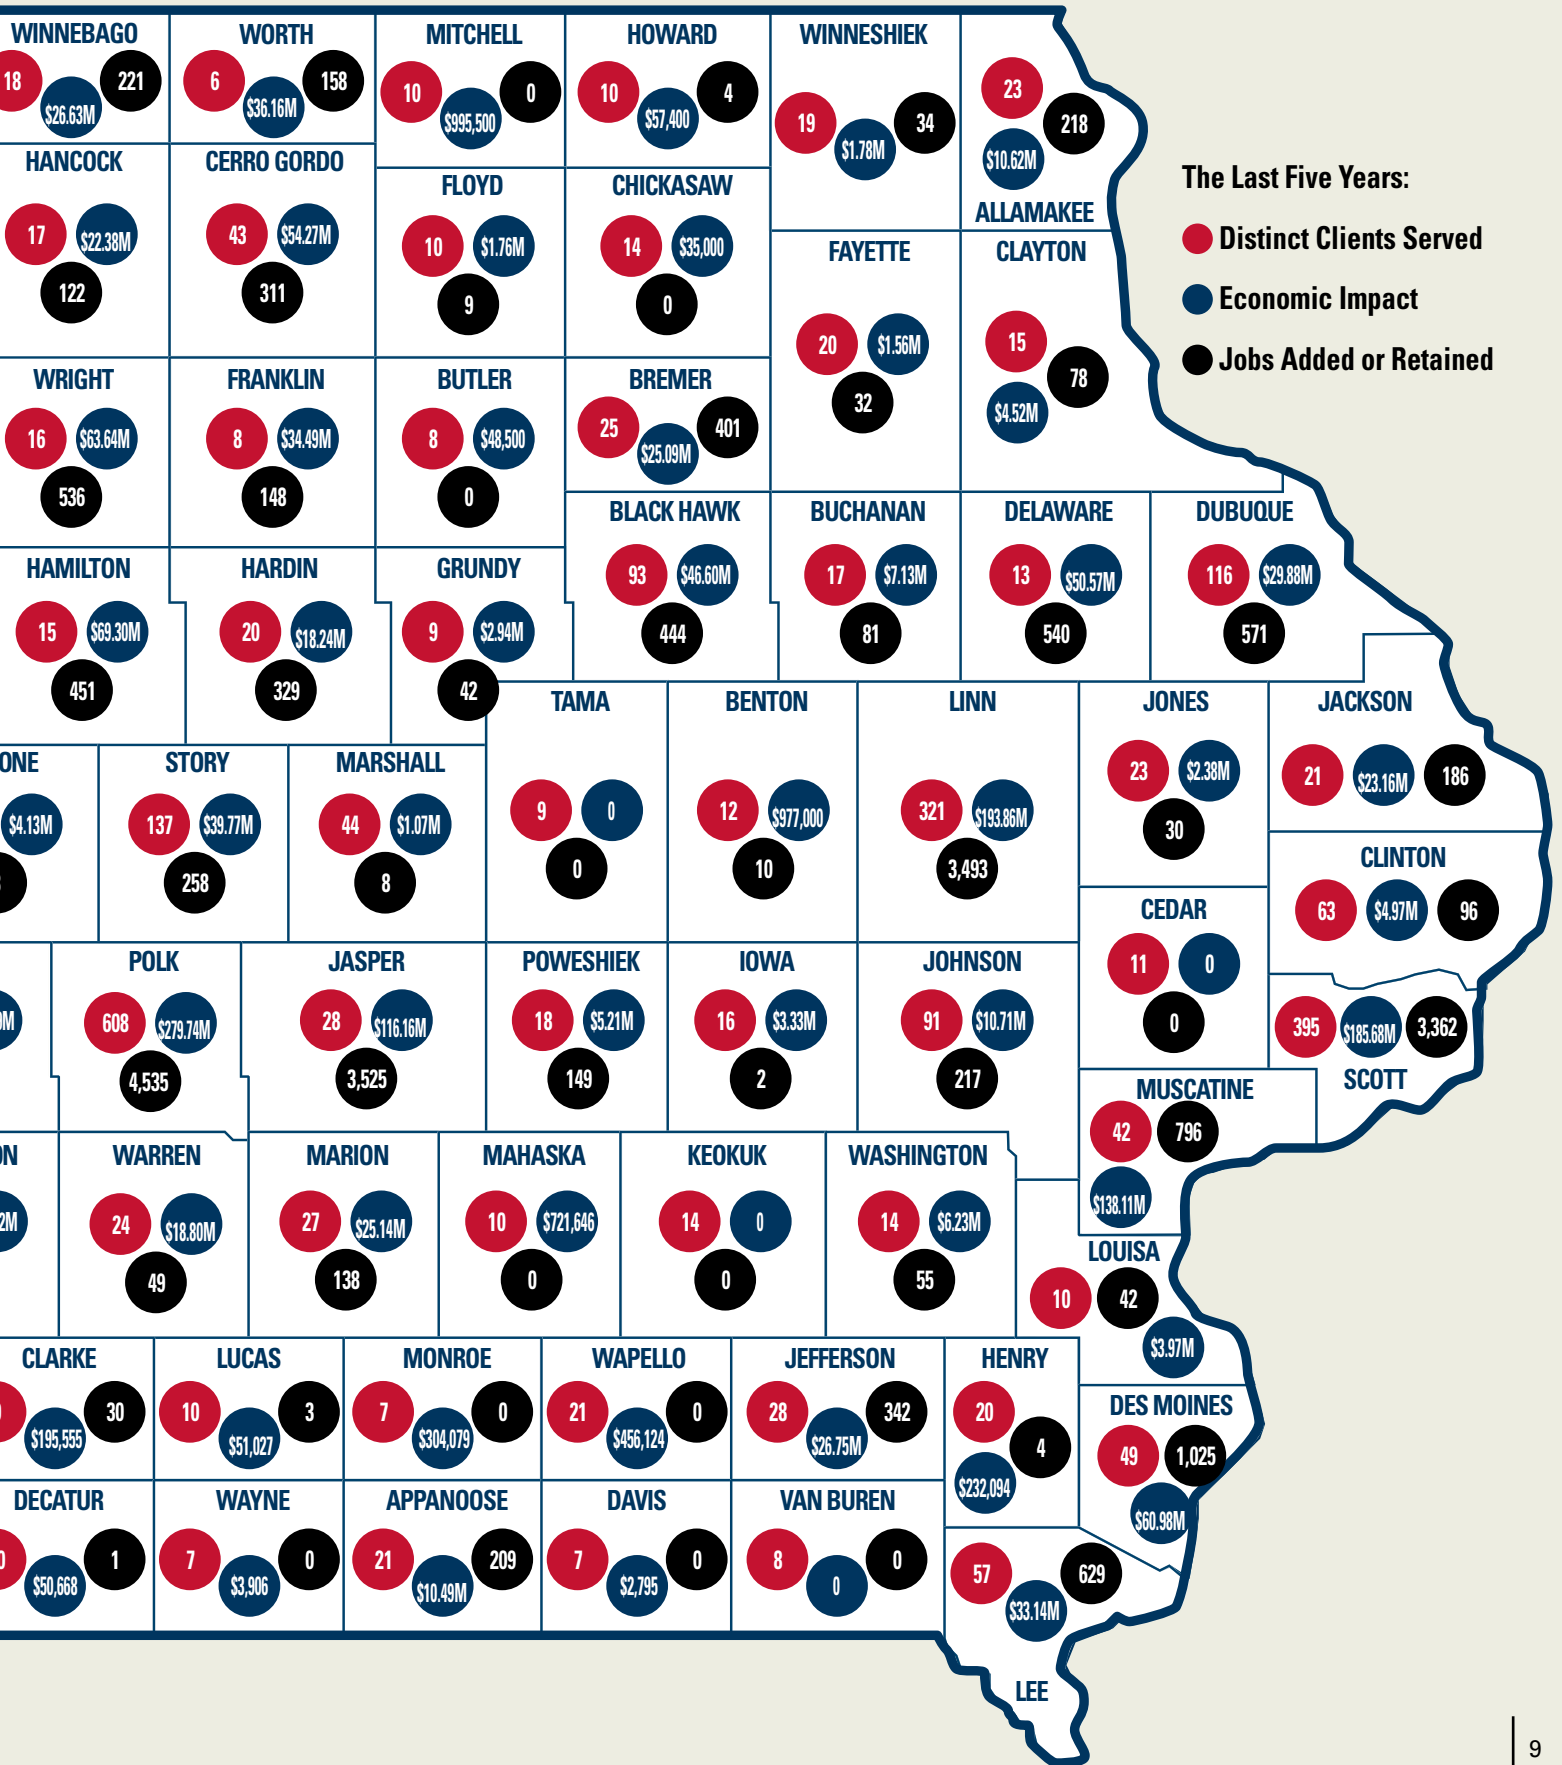 WINNEBAGO
18
$26.63M
221
WORTH
6
$36.16M
158
MITCHELL
10
$995,500
0
HOWARD
10
$57,400
4
WINNESHIEK
19
$1.78M
34
23
218
$10.62M
ALLAMAKEE
The Last Five Years:
Distinct Clients Served
Economic Impact
Jobs Added or Retained
HANCOCK
17
$22.38M
122
CERRO GORDO
43
$54.27M
311
FLOYD
10
$1.76M
9
CHICKASAW
14
$35,000
0
FAYETTE
20
$1.56M
32
CLAYTON
15
78
$4.52M
WRIGHT
16
$63.64M
536
FRANKLIN
8
$34.49M
148
BUTLER
8
$48,500
0
BREMER
25
$25.09M
401
BLACK HAWK
93
$46.60M
444
BUCHANAN
17
$7.13M
81
DELAWARE
13
$50.57M
540
DUBUQUE
116
$29.88M
571
HAMILTON
15
$69.30M
451
HARDIN
20
$18.24M
329
GRUNDY
9
$2.94M
42
TAMA
9
0
0
BENTON
12
$977,000
10
LINN
321
$193.86M
3,493
JONES
23
$2.38M
30
JACKSON
21
$23.16M
186
ONE
$4.13M
STORY
137
$39.77M
258
MARSHALL
44
$1.07M
8
CLINTON
63
$4.97M
96
CEDAR
11
0
0
POLK
608
$279.74M
4,535
JASPER
28
$116.16M
3,525
POWESHIEK
18
$5.21M
149
IOWA
16
$3.33M
2
JOHNSON
91
$10.71M
217
395
$185.68M
3,362
SCOTT
MUSCATINE
42
796
$138.11M
ON
2M
WARREN
24
$18.80M
49
MARION
27
$25.14M
138
MAHASKA
10
$721,646
0
KEOKUK
14
0
0
WASHINGTON
14
$6.23M
55
LOUISA
10
42
$3.97M
CLARKE
$195,555
30
LUCAS
10
$51,027
3
MONROE
7
$304,079
0
WAPELLO
21
$456,124
0
JEFFERSON
28
$26.75M
342
HENRY
20
4
$232,094
DES MOINES
49
1,025
$60.98M
DECATUR
0
$50,668
1
WAYNE
7
$3,906
0
APPANOOSE
21
$10.49M
209
DAVIS
7
$2,795
0
VAN BUREN
8
0
0
57
$33.14M
629
LEE
9